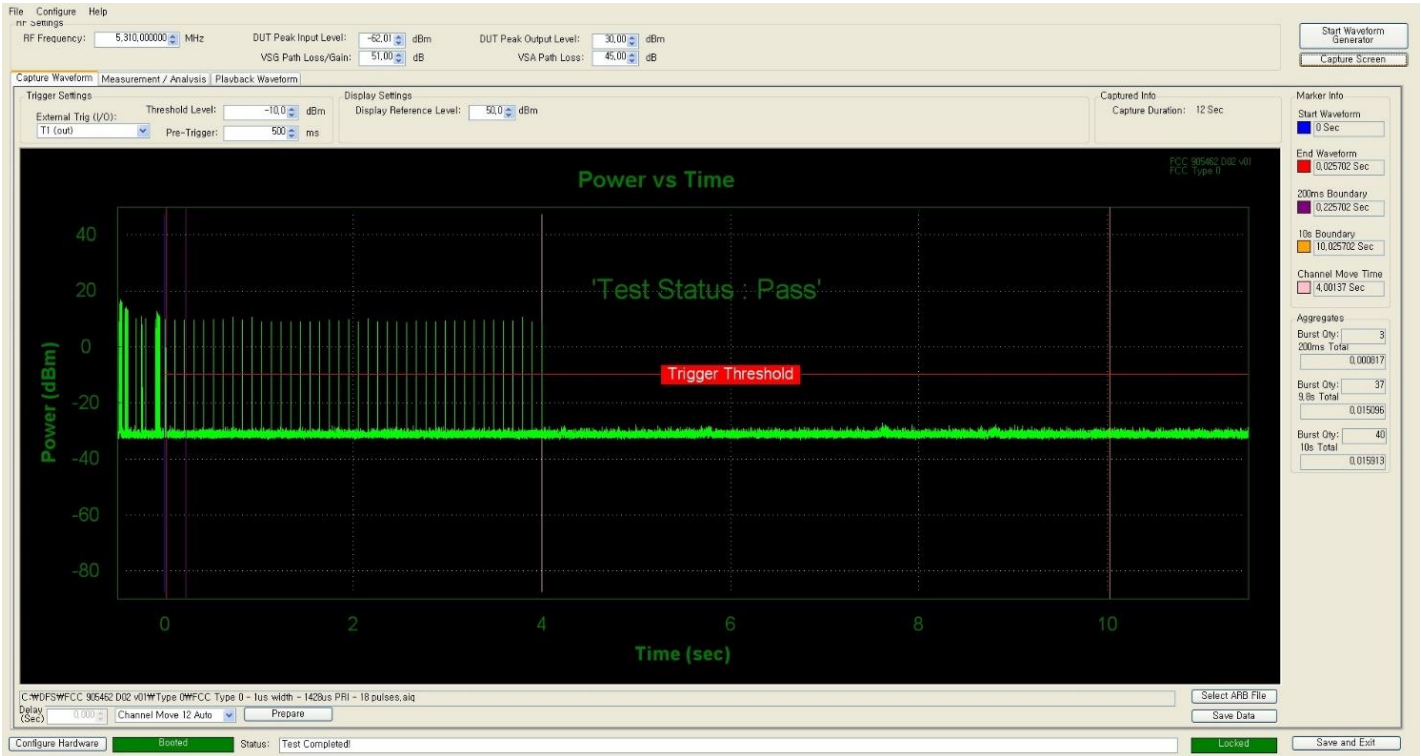 File Configure Help
RF Settings
RF Frequency: 5,310,000000 MHz DUT Peak Input Level: -62,01 dBm DUT Peak Output Level: 30,00 dBm
VSG Path Loss/Gain: 51,00 dB VSA Path Loss: 45,00 dB
Start Waveform
Generator
Capture Screen
Capture Waveform Measurement / Analysis Playback Waveform
Trigger Settings
External Trig (I/O):
T1 (out)
Threshold Level: -10,0 dBm
Pre-Trigger: 500 ms
Display Settings
Display Reference Level: 50,0 dBm
Captured Info
Capture Duration: 12 Sec
Marker Info
Start Waveform
0 Sec
End Waveform
0,025702 Sec
200ms Boundary
0,225702 Sec
10s Boundary
10,025702 Sec
Channel Move Time
4,00137 Sec
Aggregates
Burst Qty: 3
200ms Total
0,000817
Burst Qty: 37
9,8s Total
0,015096
Burst Qty: 40
10s Total
0,015913
FCC 905462 D02 v01
FCC Type 0
Power vs Time
'Test Status : Pass'
Trigger Threshold
Power (dBm)
40
20
0
-20
-40
-60
-80
0 2 4 6 8 10
Time (sec)
C:₩DFS₩FCC 905462 D02 v01₩Type 0₩FCC Type 0 - 1us width - 1428us PRI - 18 pulses,aiq
Select ARB File
Delay
(Sec) 0,000 Channel Move 12 Auto Prepare
Save Data
Configure Hardware Booted Status: Test Completed! Locked Save and Exit